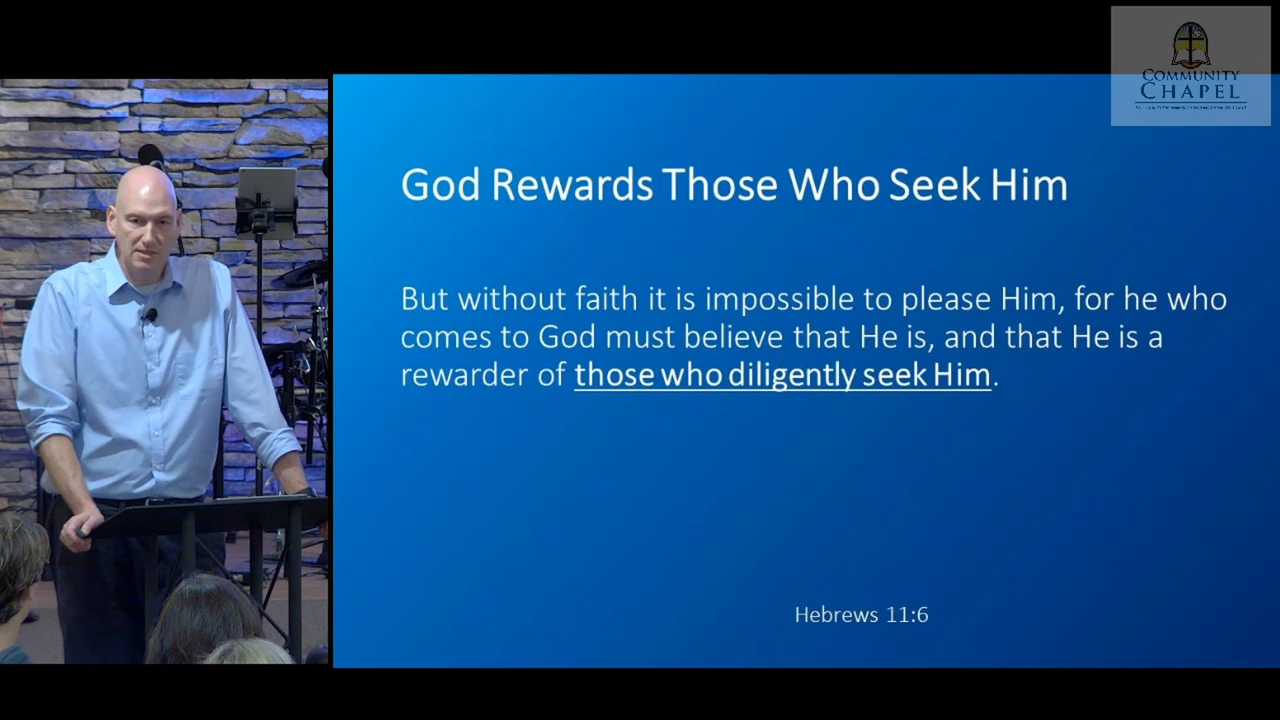 COMMUNITY
CHAPEL
God Rewards Those Who Seek Him
But without faith it is impossible to please Him, for he who
comes to God must believe that He is, and that He is a
rewarder of those who diligently seek Him.
Hebrews 11:6